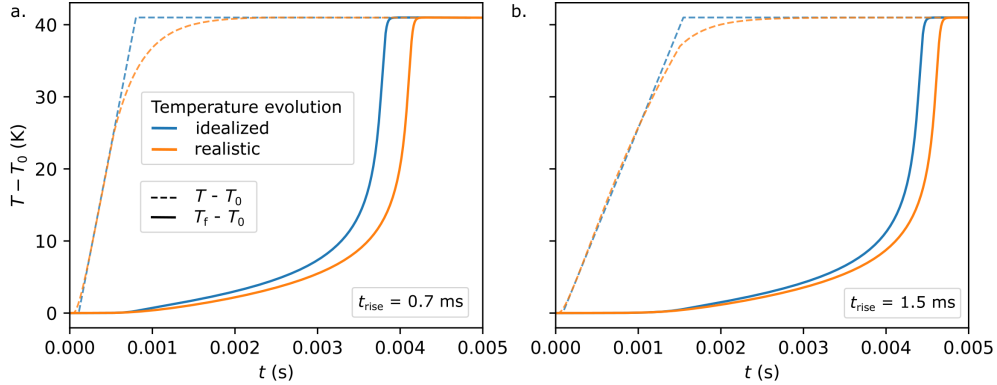 a.
b.
T − T0 (K)
40
30
20
10
0
Temperature evolution
idealized
realistic
T - T0
Tf - T0
trise = 0.7 ms
trise = 1.5 ms
0.000 0.001 0.002 0.003 0.004 0.005
0.000 0.001 0.002 0.003 0.004 0.005
t (s)
t (s)